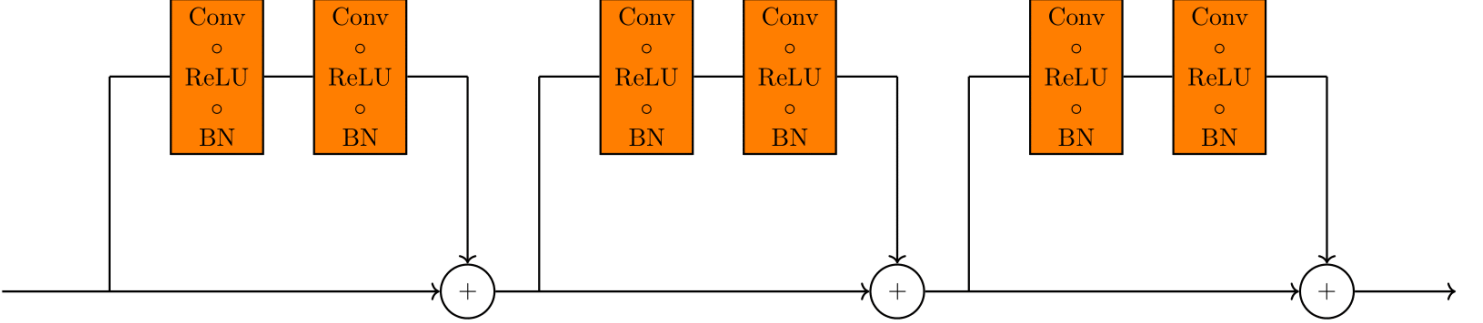 Conv
∘
ReLU
∘
BN
Conv
∘
ReLU
∘
BN
Conv
∘
ReLU
∘
BN
Conv
∘
ReLU
∘
BN
Conv
∘
ReLU
∘
BN
Conv
∘
ReLU
∘
BN
+
+
+